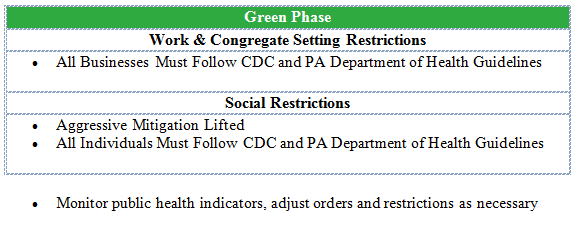 Green Phase
Work & Congregate Setting Restrictions
• All Businesses Must Follow CDC and PA Department of Health Guidelines
Social Restrictions
• Aggressive Mitigation Lifted
• All Individuals Must Follow CDC and PA Department of Health Guidelines
• Monitor public health indicators, adjust orders and restrictions as necessary